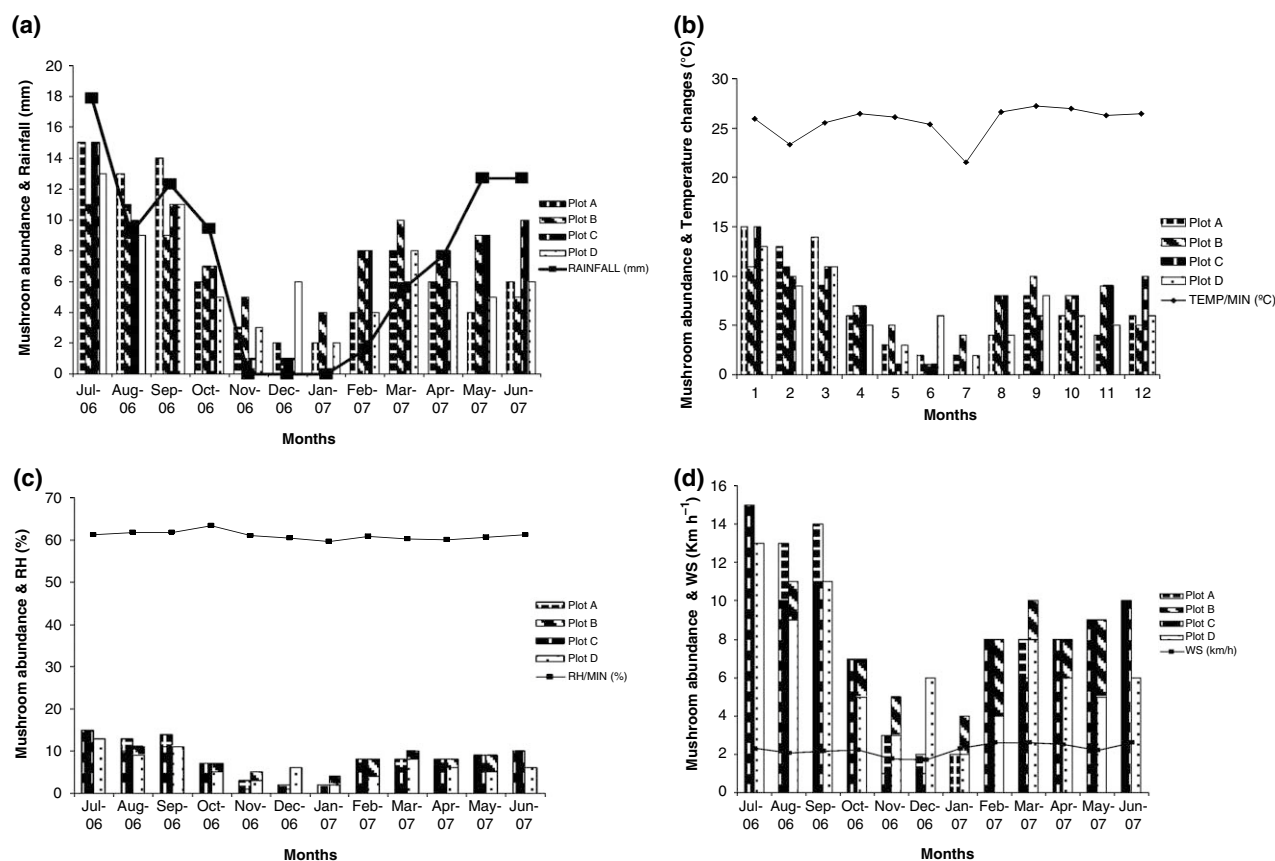 (a)
Mushroom abundance & Rainfall (mm)
20
18
16
14
12
10
8
6
4
2
0
Jul- Aug- Sep- Oct- Nov- Dec- Jan- Feb- Mar- Apr- May- Jun-
06 06 06 06 06 06 07 07 07 07 07 07
Months
Plot A
Plot B
Plot C
Plot D
RAINFALL (mm)
(b)
Mushroom abundance & Temperature changes (°C)
30
25
20
15
10
5
0
1 2 3 4 5 6 7 8 9 10 11 12
Months
Plot A
Plot B
Plot C
Plot D
TEMP/MIN (ºC)
(c)
Mushroom abundance & RH (%)
70
60
50
40
30
20
10
0
Jul- Aug- Sep- Oct- Nov- Dec- Jan- Feb- Mar- Apr- May- Jun-
06 06 06 06 06 06 07 07 07 07 07 07
Months
Plot A
Plot B
Plot C
Plot D
RH/MIN (%)
(d)
Mushroom abundance & WS (Km h⁻¹)
16
14
12
10
8
6
4
2
0
Jul- Aug- Sep- Oct- Nov- Dec- Jan- Feb- Mar- Apr- May- Jun-
06 06 06 06 06 06 07 07 07 07 07 07
Months
Plot A
Plot B
Plot C
Plot D
WS (km/h)